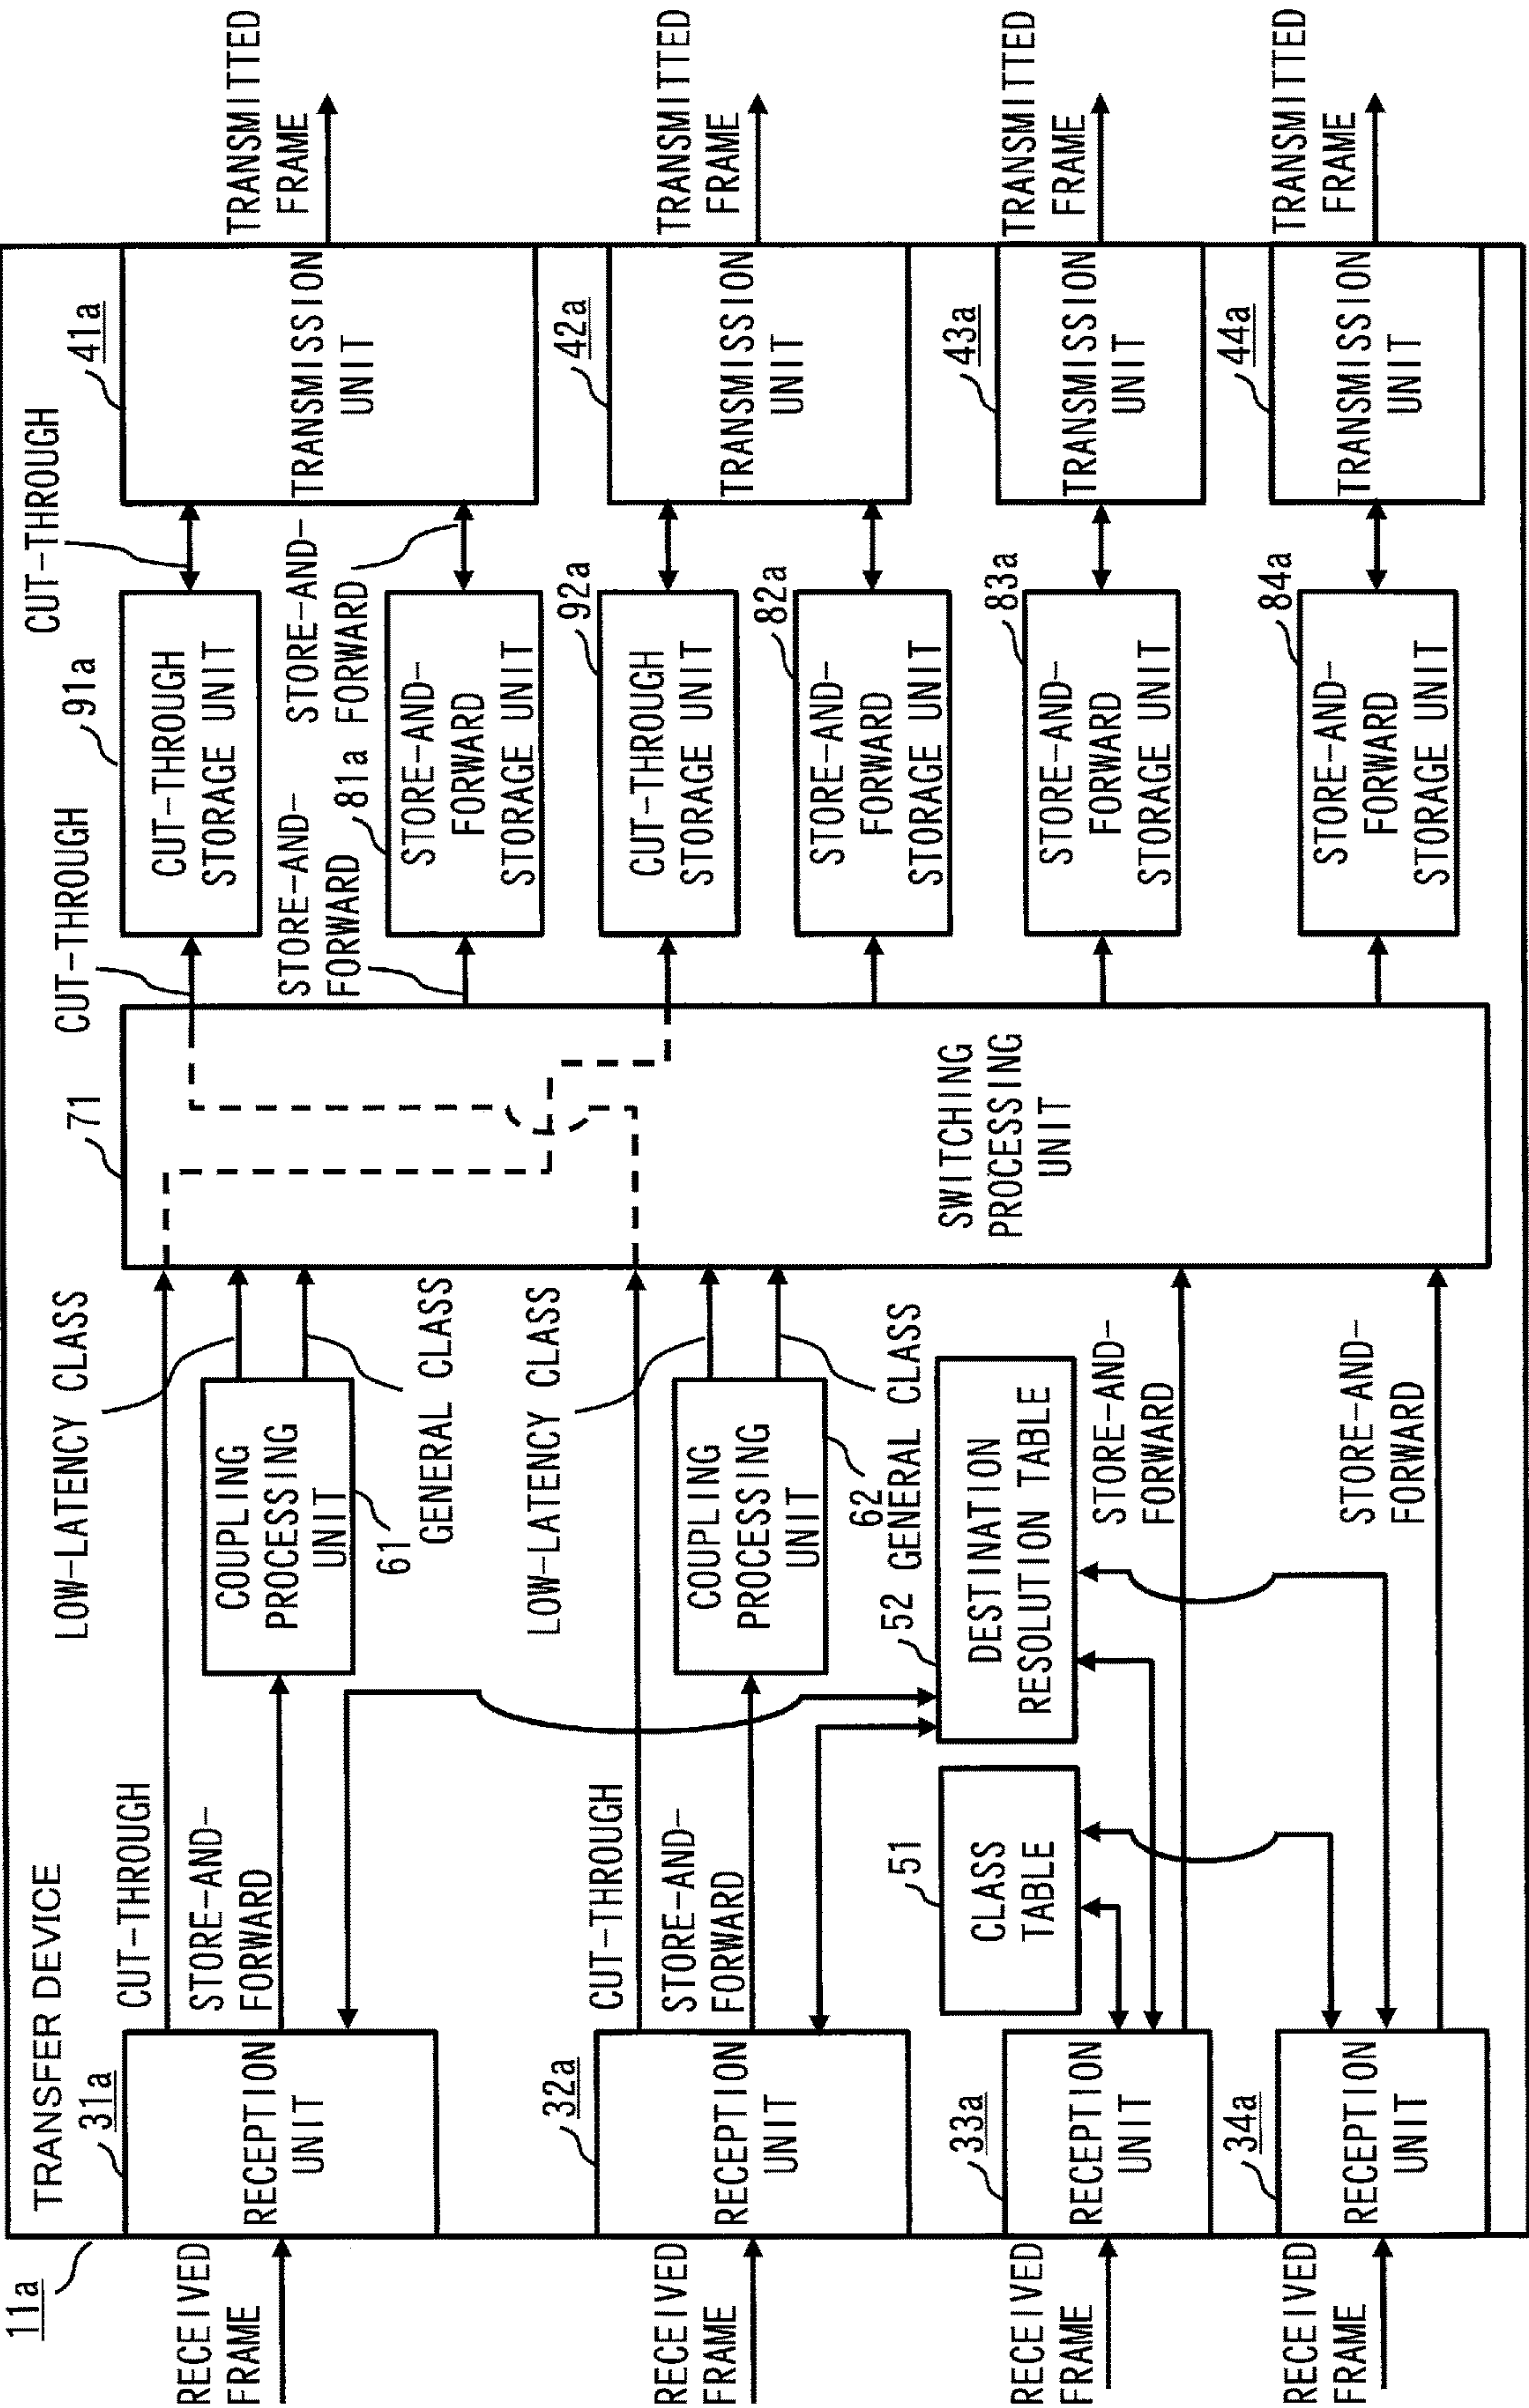 11a
TRANSFER DEVICE
RECEIVED
FRAME
31a
RECEPTION
UNIT
CUT-THROUGH
STORE-AND-
FORWARD
LOW-LATENCY CLASS
COUPLING
PROCESSING
UNIT
61
GENERAL CLASS
71
SWITCHING
PROCESSING
UNIT
CUT-THROUGH
91a
CUT-THROUGH
STORAGE UNIT
CUT-THROUGH
STORE-AND-
FORWARD
81a
STORE-AND-
FORWARD
STORAGE UNIT
STORE-AND-
FORWARD
41a
TRANSMISSION
UNIT
TRANSMITTED
FRAME
RECEIVED
FRAME
32a
RECEPTION
UNIT
CUT-THROUGH
STORE-AND-
FORWARD
LOW-LATENCY CLASS
COUPLING
PROCESSING
UNIT
62
GENERAL CLASS
92a
CUT-THROUGH
STORAGE UNIT
82a
STORE-AND-
FORWARD
STORAGE UNIT
42a
TRANSMISSION
UNIT
TRANSMITTED
FRAME
51
CLASS
TABLE
52
DESTINATION
RESOLUTION TABLE
RECEIVED
FRAME
33a
RECEPTION
UNIT
STORE-AND-
FORWARD
83a
STORE-AND-
FORWARD
STORAGE UNIT
43a
TRANSMISSION
UNIT
TRANSMITTED
FRAME
RECEIVED
FRAME
34a
RECEPTION
UNIT
STORE-AND-
FORWARD
84a
STORE-AND-
FORWARD
STORAGE UNIT
44a
TRANSMISSION
UNIT
TRANSMITTED
FRAME